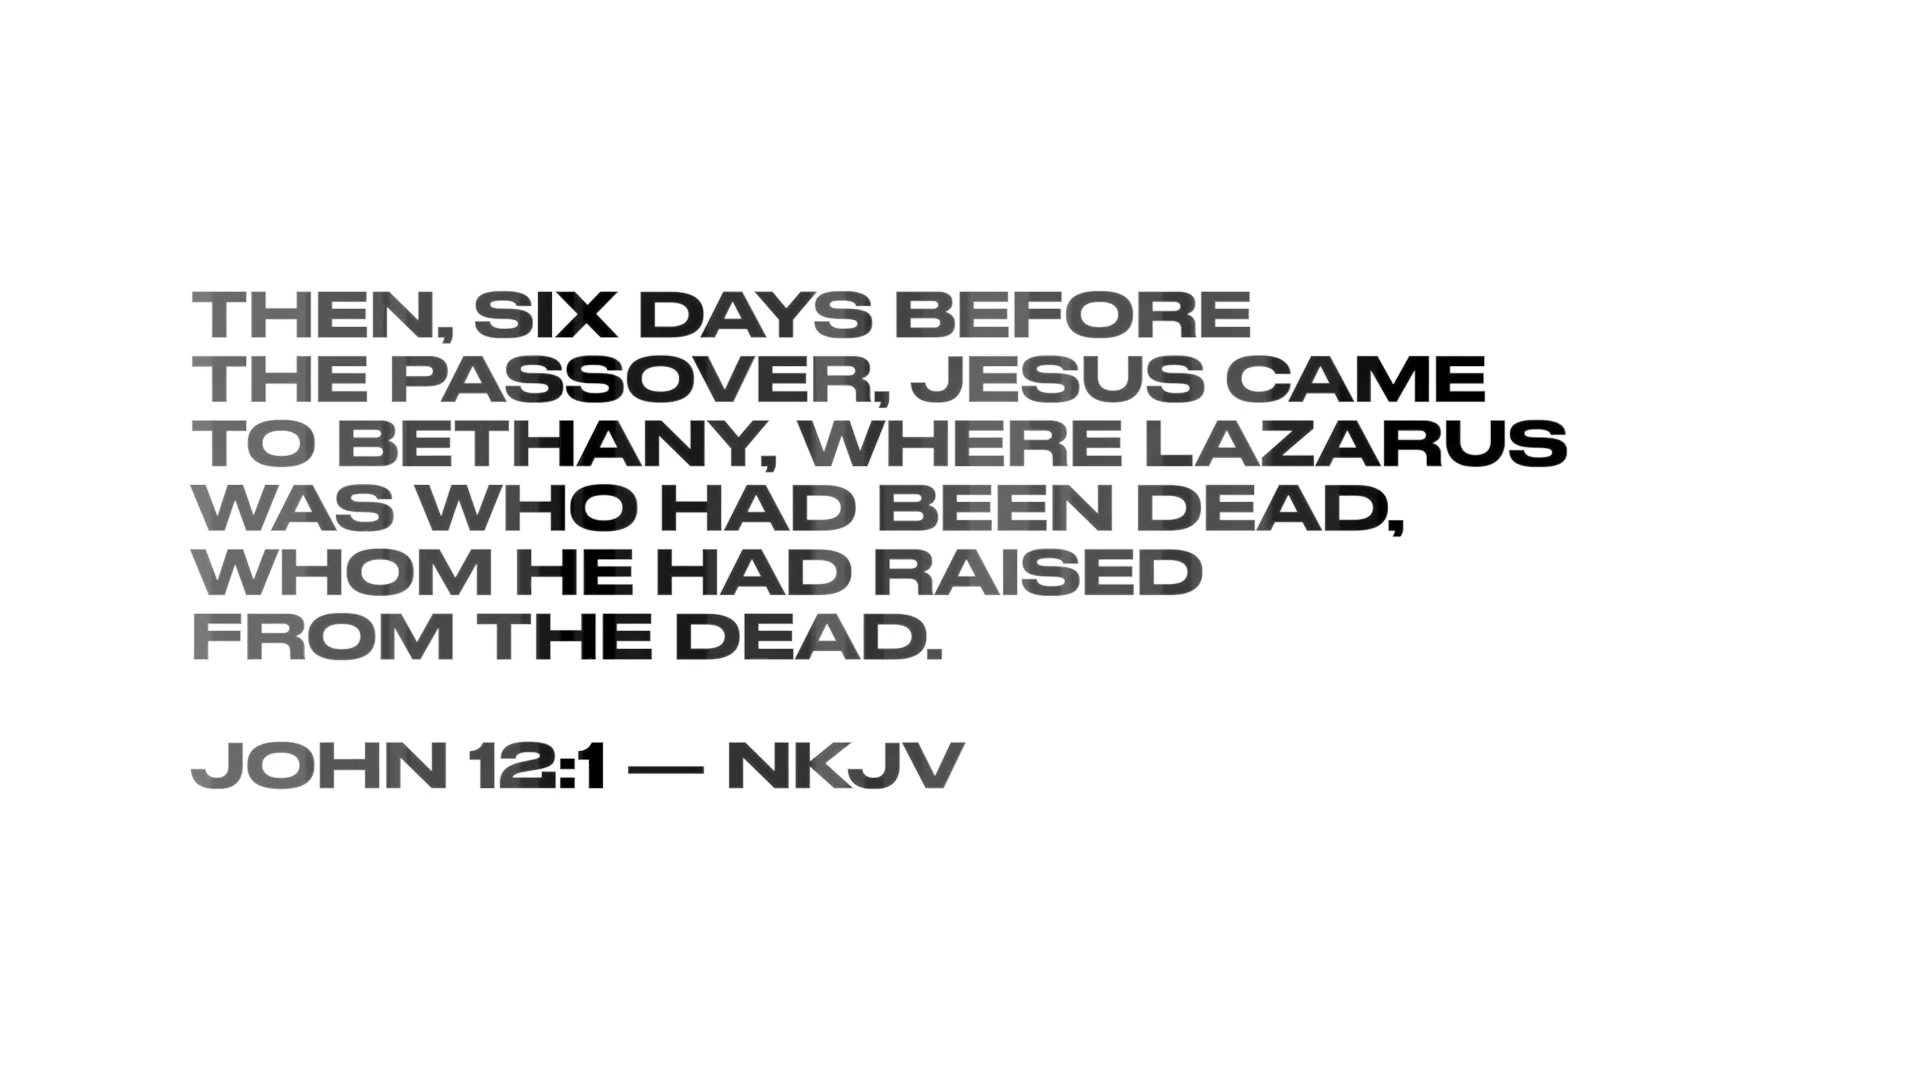 THEN, SIX DAYS BEFORE
THE PASSOVER, JESUS CAME
TO BETHANY, WHERE LAZARUS
WAS WHO HAD BEEN DEAD,
WHOM HE HAD RAISED
FROM THE DEAD.
JOHN 12:1 — NKJV